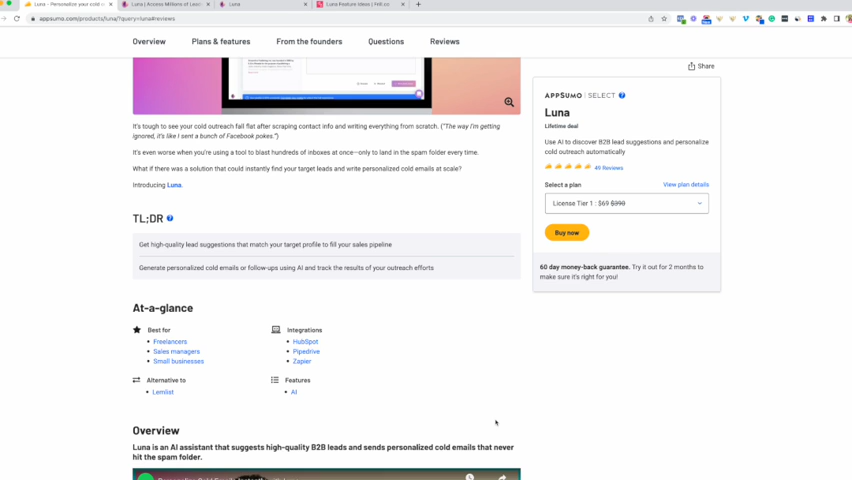 Luna - Personalize your cold e
Luna | Access Millions of Leads
Luna
Luna Feature Ideas | Hill.co
appsumo.com/products/luna/?query=luna#reviews
Overview Plans & features From the founders Questions Reviews
Share
It's tough to see your cold outreach fall flat after scraping contact info and writing everything from scratch. ("The way I'm getting
ignored, it's like I sent a bunch of Facebook pokes.")
It's even worse when you're using a tool to blast hundreds of inboxes at once—only to land in the spam folder every time.
What if there was a solution that could instantly find your target leads and write personalized cold emails at scale?
Introducing Luna.
TL;DR
Get high-quality lead suggestions that match your target profile to fill your sales pipeline
Generate personalized cold emails or follow-ups using AI and track the results of your outreach efforts
At-a-glance
Best for
Freelancers
Sales managers
Small businesses
Integrations
HubSpot
Pipedrive
Zapier
Alternative to
Lemlist
Features
AI
Overview
Luna is an AI assistant that suggests high-quality B2B leads and sends personalized cold emails that never
hit the spam folder.
APPSUMO SELECT
Luna
Lifetime deal
Use AI to discover B2B lead suggestions and personalize
cold outreach automatically
49 Reviews
Select a plan View plan details
License Tier 1 : $69 $390
Buy now
60 day money-back guarantee. Try it out for 2 months to
make sure it's right for you!